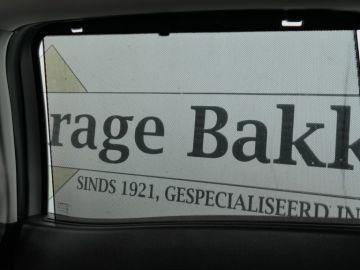 rage Bakk
SINDS 1921, GESPECIALISEERD IN